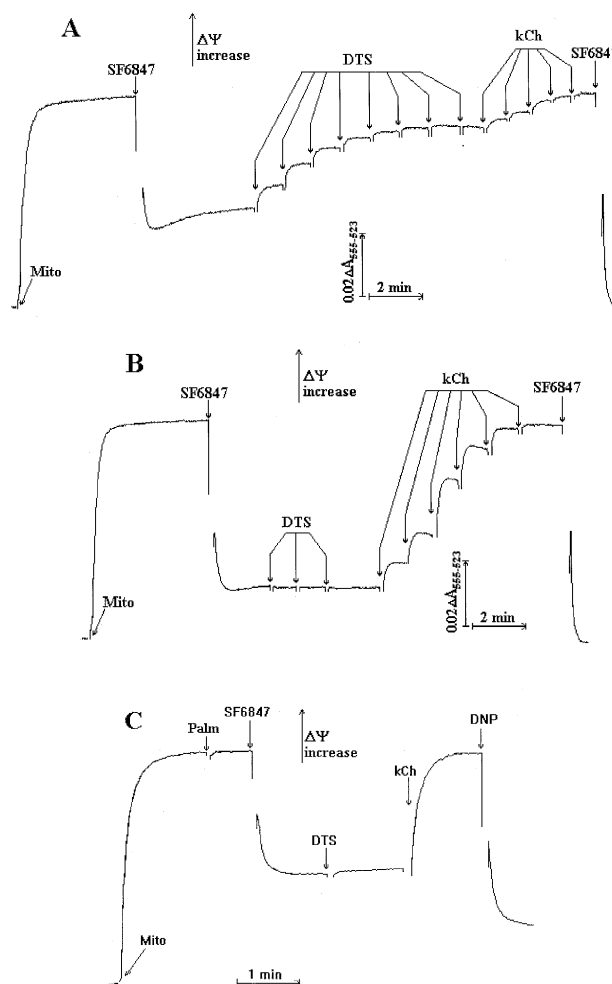 A
ΔΨ
increase
SF6847
DTS
kCh
SF684
Mito
0.02ΔA555-523
2 min
B
ΔΨ
increase
SF6847
kCh
SF6847
DTS
Mito
0.02ΔA555-523
2 min
C
Palm
SF6847
ΔΨ
increase
DNP
kCh
DTS
Mito
1 min